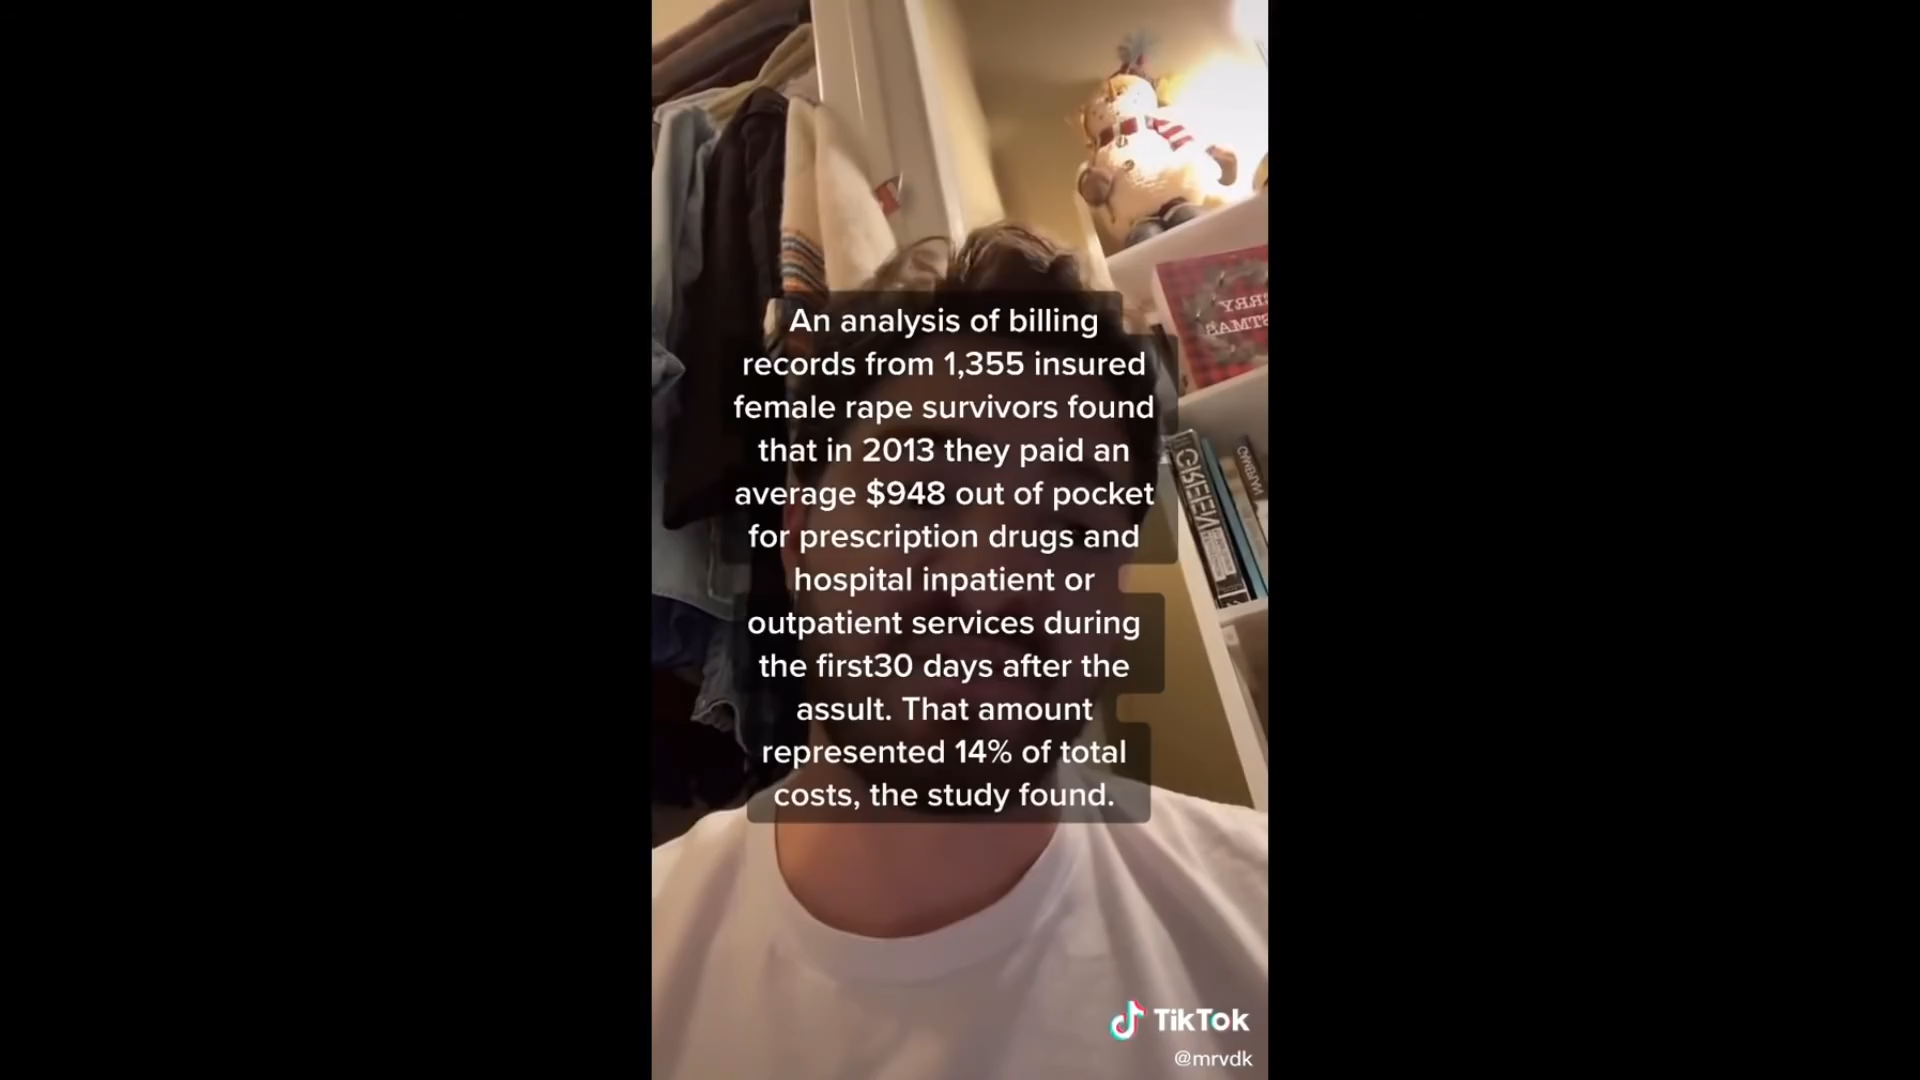 An analysis of billing
records from 1,355 insured
female rape survivors found
that in 2013 they paid an
average $948 out of pocket
for prescription drugs and
hospital inpatient or
outpatient services during
the first30 days after the
assult. That amount
represented 14% of total
costs, the study found.
GREEN
TikTok
@mrvdk